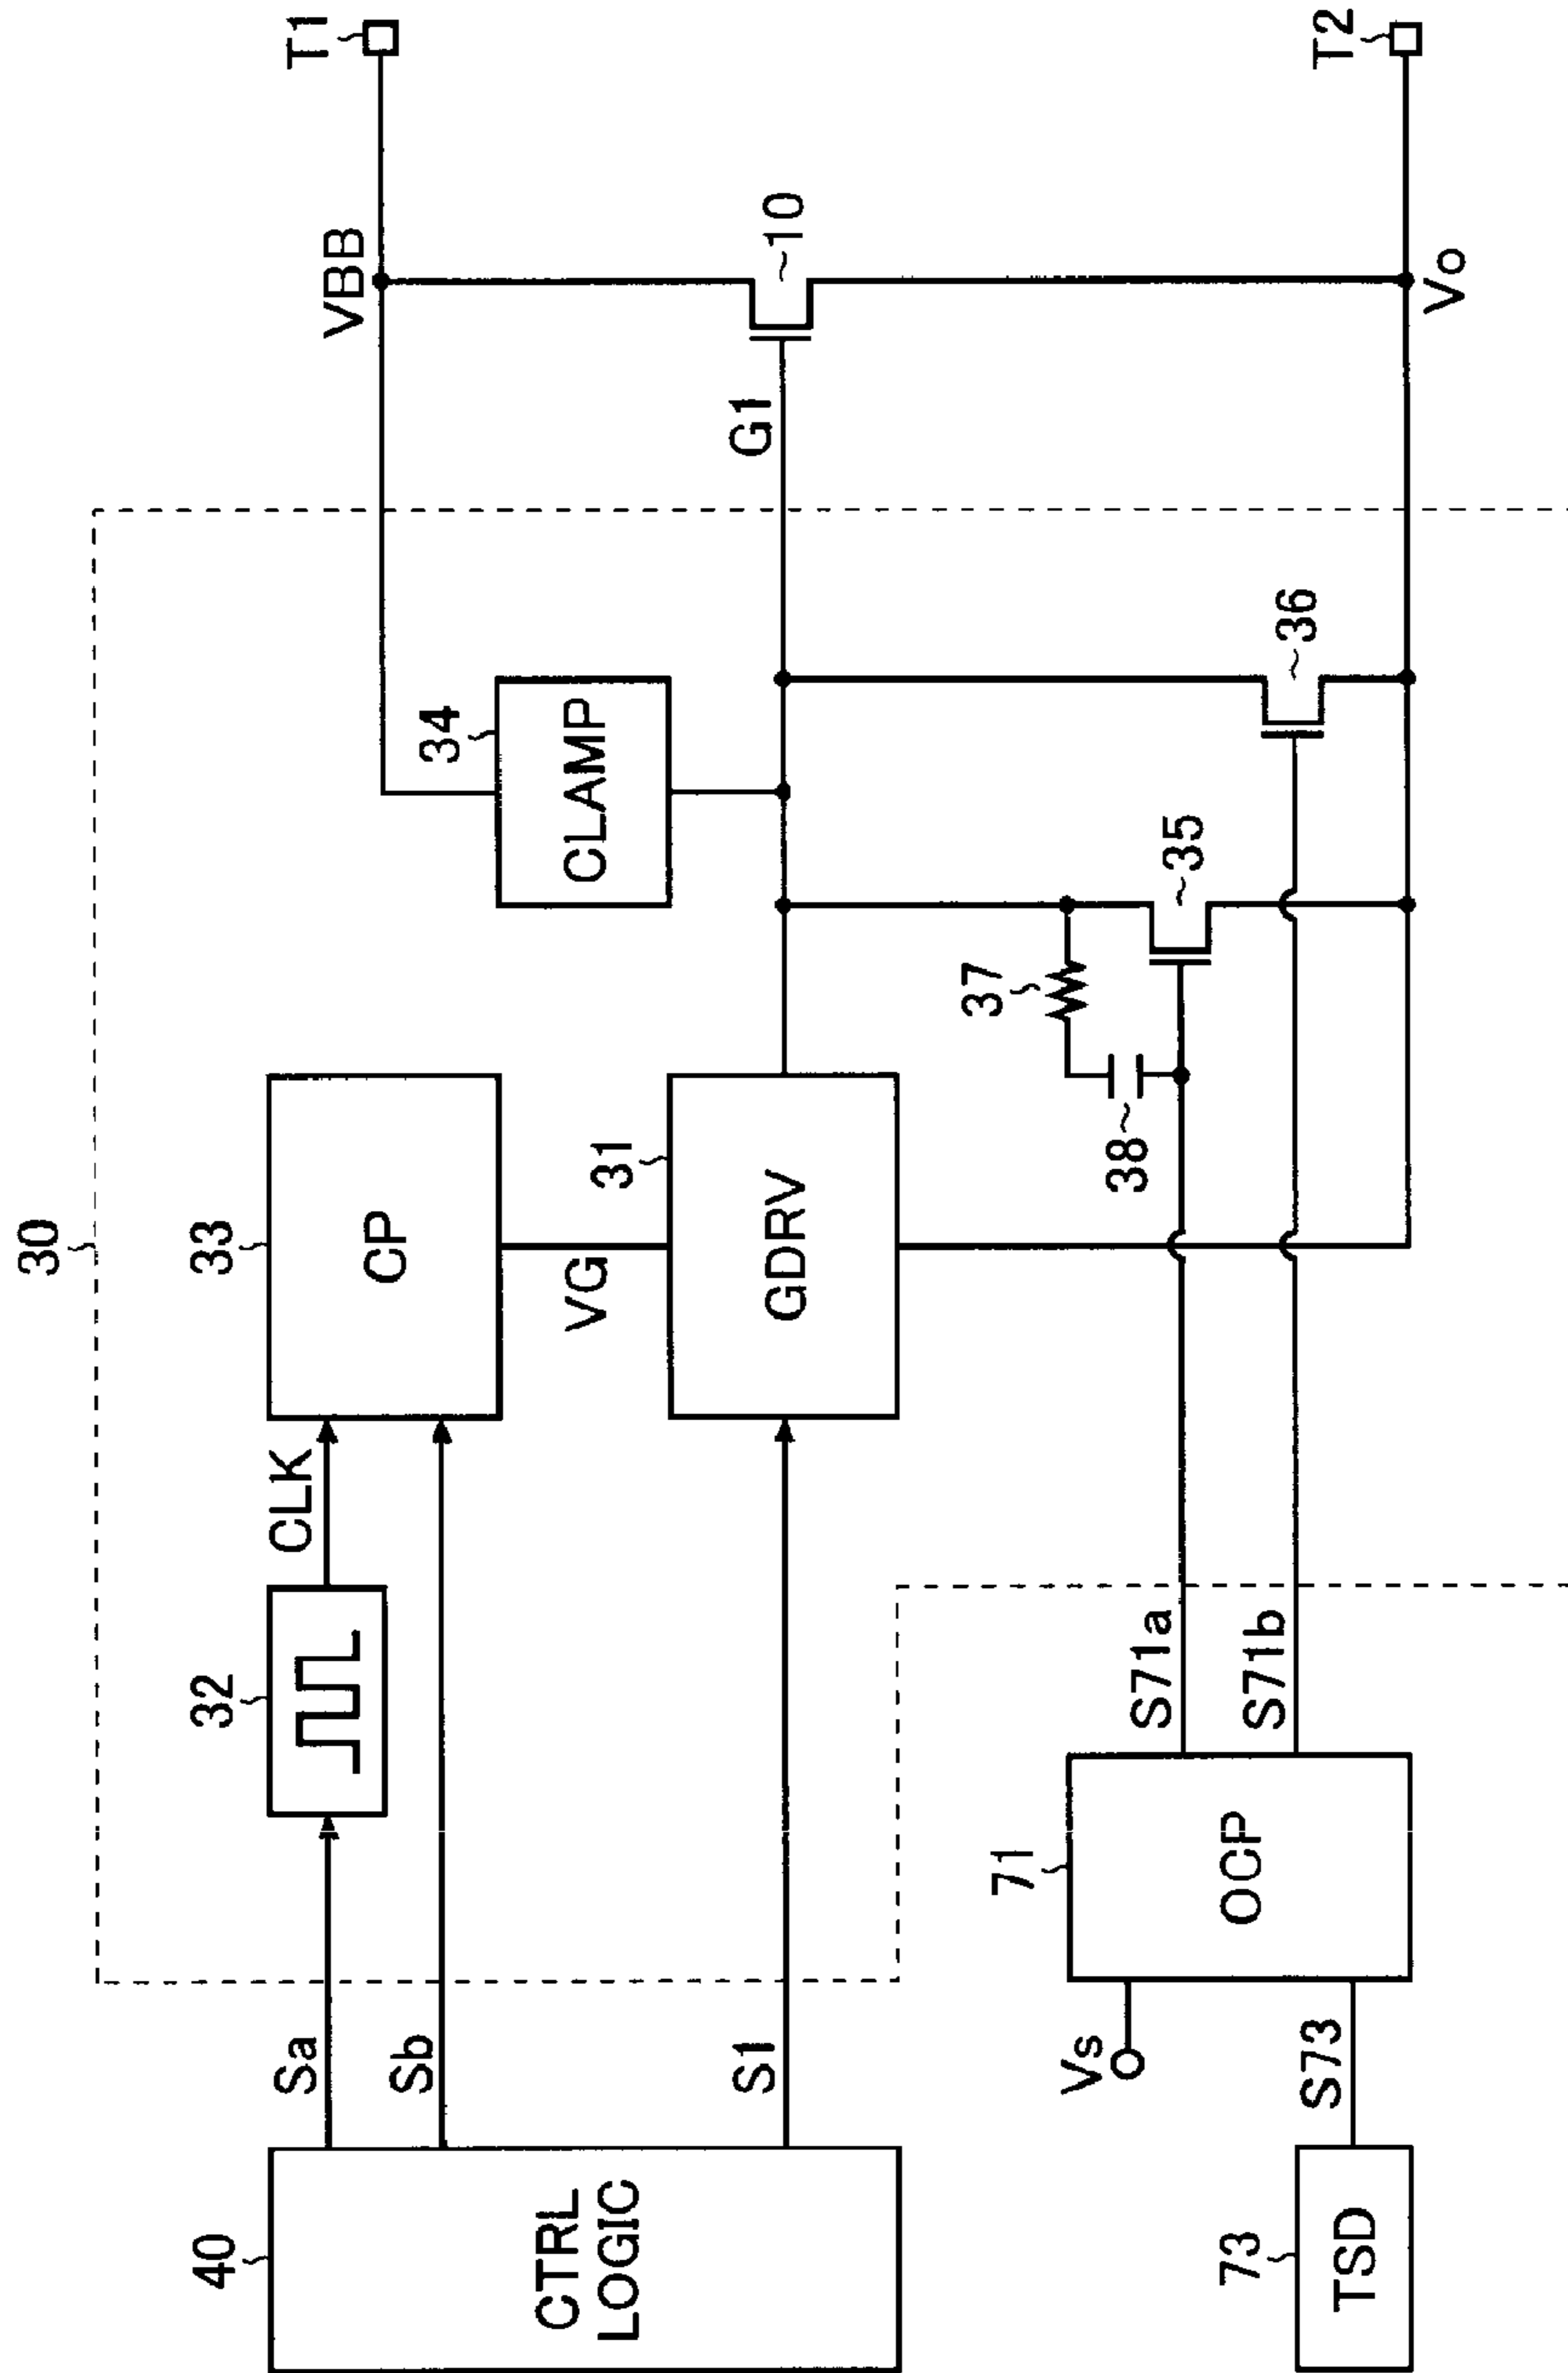 30
40
CTRL
LOGIC
Sa
Sb
S1
32
CLK
33
CP
VG
31
GDRV
34
CLAMP
VBB
T1
G1
10
37
38
35
36
73
TSD
S73
Vs
71
OCP
S71a
S71b
Vo
T2